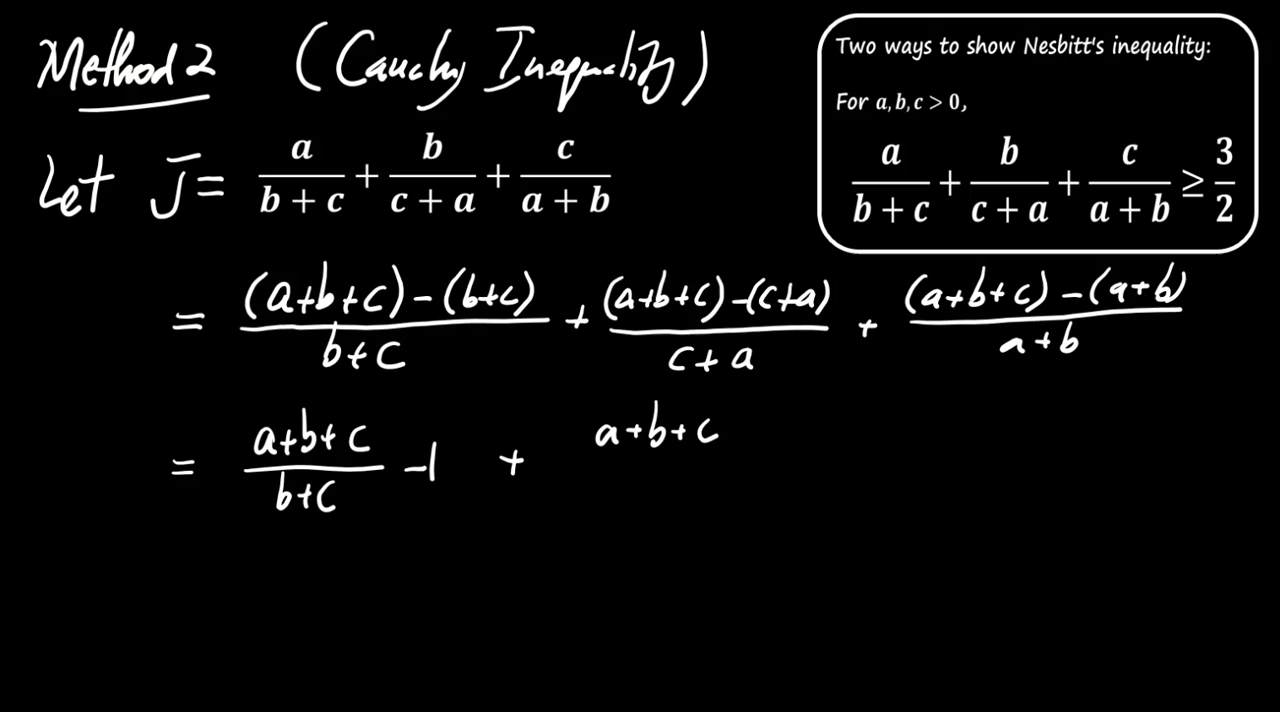 Method 2 (Cauchy Inequality)
Two ways to show Nesbitt's inequality:
For a, b, c > 0,
a/(b + c) + b/(c + a) + c/(a + b) ≥ 3/2
Let J = a/(b + c) + b/(c + a) + c/(a + b)
= ((a+b+c) - (b+c))/(b+c) + ((a+b+c) - (c+a))/(c+a) + ((a+b+c) - (a+b))/(a+b)
= (a+b+c)/(b+c) - 1 + a+b+c